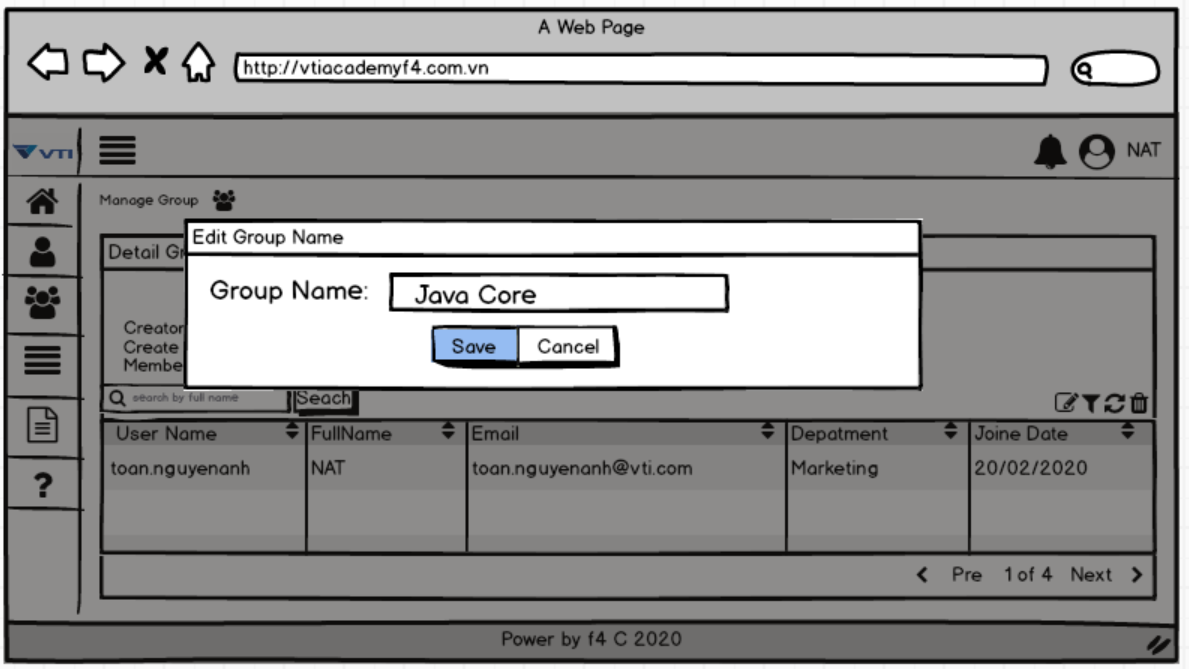 A Web Page
http://vtiacademyf4.com.vn
VTI
NAT
Manage Group
Edit Group Name
Detail
Group Name: Java Core
Creator
Create
Save Cancel
search by full name Seach
User Name FullName Email Depatment Joine Date
toan.nguyenanh NAT toan.nguyenanh@vti.com Marketing 20/02/2020
Pre 1 of 4 Next
Power by f4 C 2020